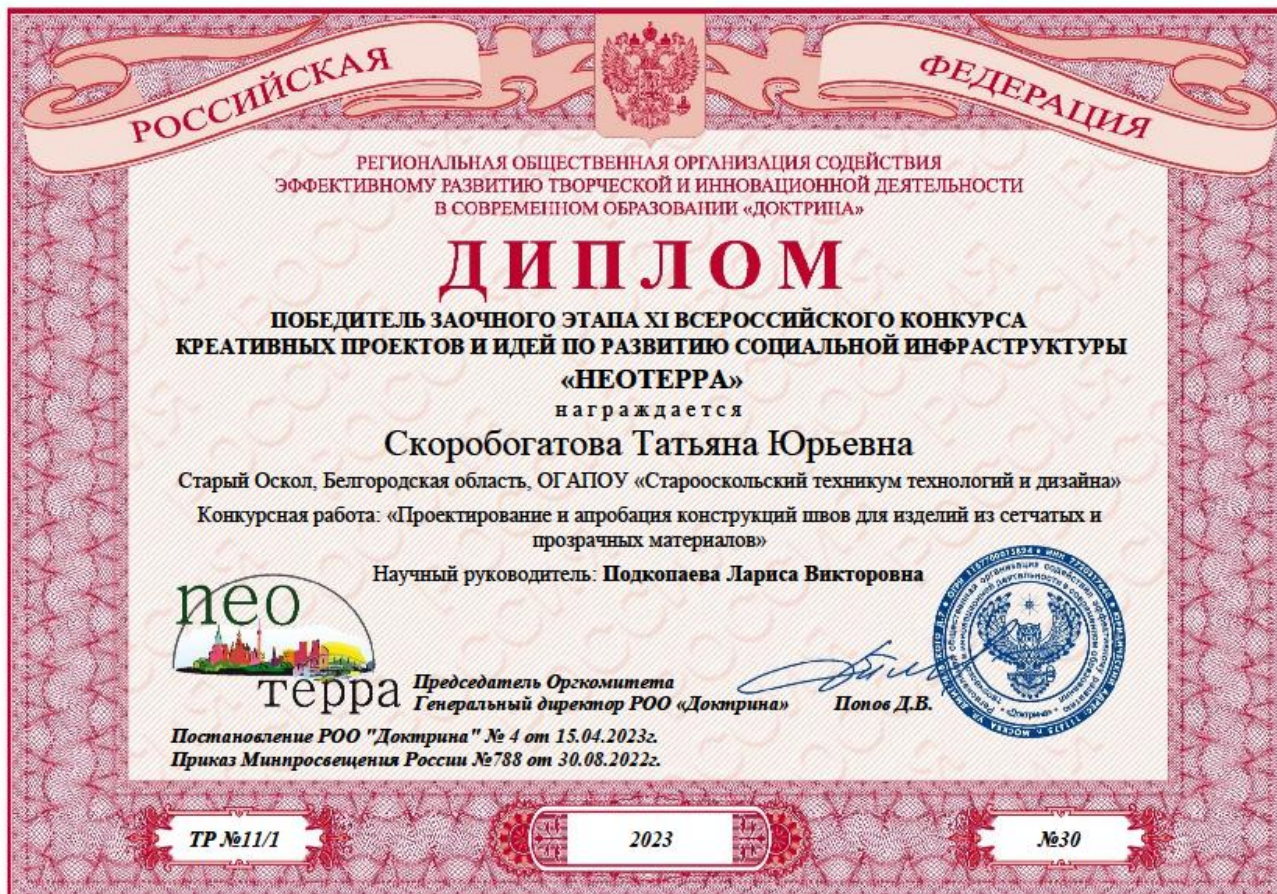 РОССИЙСКАЯ
ФЕДЕРАЦИЯ
РЕГИОНАЛЬНАЯ ОБЩЕСТВЕННАЯ ОРГАНИЗАЦИЯ СОДЕЙСТВИЯ
ЭФФЕКТИВНОМУ РАЗВИТИЮ ТВОРЧЕСКОЙ И ИННОВАЦИОННОЙ ДЕЯТЕЛЬНОСТИ
В СОВРЕМЕННОМ ОБРАЗОВАНИИ «ДОКТРИНА»
ДИПЛОМ
ПОБЕДИТЕЛЬ ЗАОЧНОГО ЭТАПА XI ВСЕРОССИЙСКОГО КОНКУРСА
КРЕАТИВНЫХ ПРОЕКТОВ И ИДЕЙ ПО РАЗВИТИЮ СОЦИАЛЬНОЙ ИНФРАСТРУКТУРЫ
«НЕОТЕРРА»
награждается
Скоробогатова Татьяна Юрьевна
Старый Оскол, Белгородская область, ОГАПОУ «Старооскольский техникум технологий и дизайна»
Конкурсная работа: «Проектирование и апробация конструкций швов для изделий из сетчатых и
прозрачных материалов»
Научный руководитель: Подкопаева Лариса Викторовна
neo
терра
Председатель Оргкомитета
Генеральный директор РОО «Доктрина» Попов Д.В.
Постановление РОО "Доктрина" № 4 от 15.04.2023г.
Приказ Минпросвещения России №788 от 30.08.2022г.
ТР №11/1
2023
№30